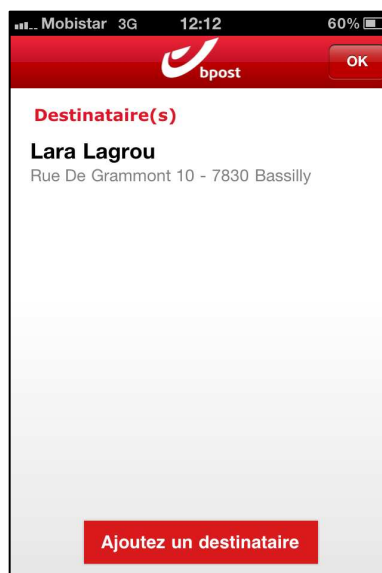 Mobistar 3G 12:12 60%
bpost
OK
Destinataire(s)
Lara Lagrou
Rue De Grammont 10 - 7830 Bassilly
Ajoutez un destinataire